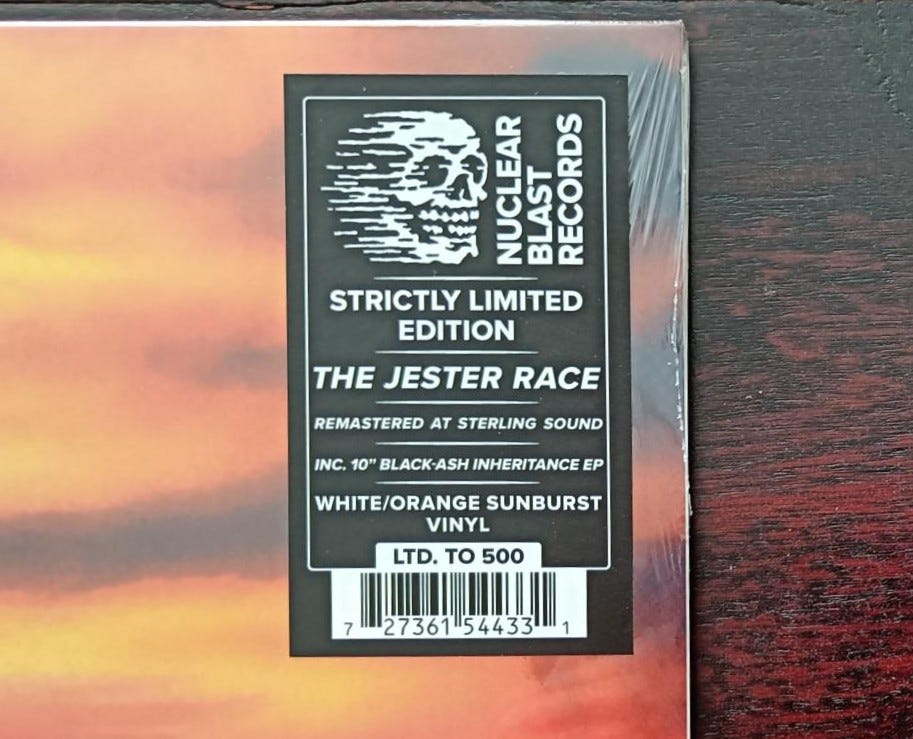 NUCLEAR
BLAST
RECORDS
STRICTLY LIMITED
EDITION
THE JESTER RACE
REMASTERED AT STERLING SOUND
INC. 10” BLACK-ASH INHERITANCE EP
WHITE/ORANGE SUNBURST
VINYL
LTD. TO 500
7 27361 54433 1